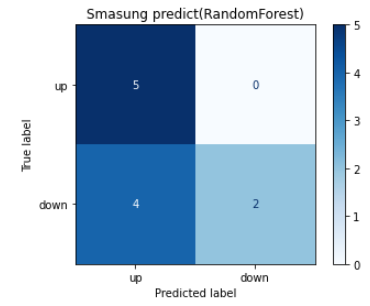 Smasung predict(RandomForest)
5
up
5
0
4
True label
3
2
down
4
2
1
0
up
down
Predicted label